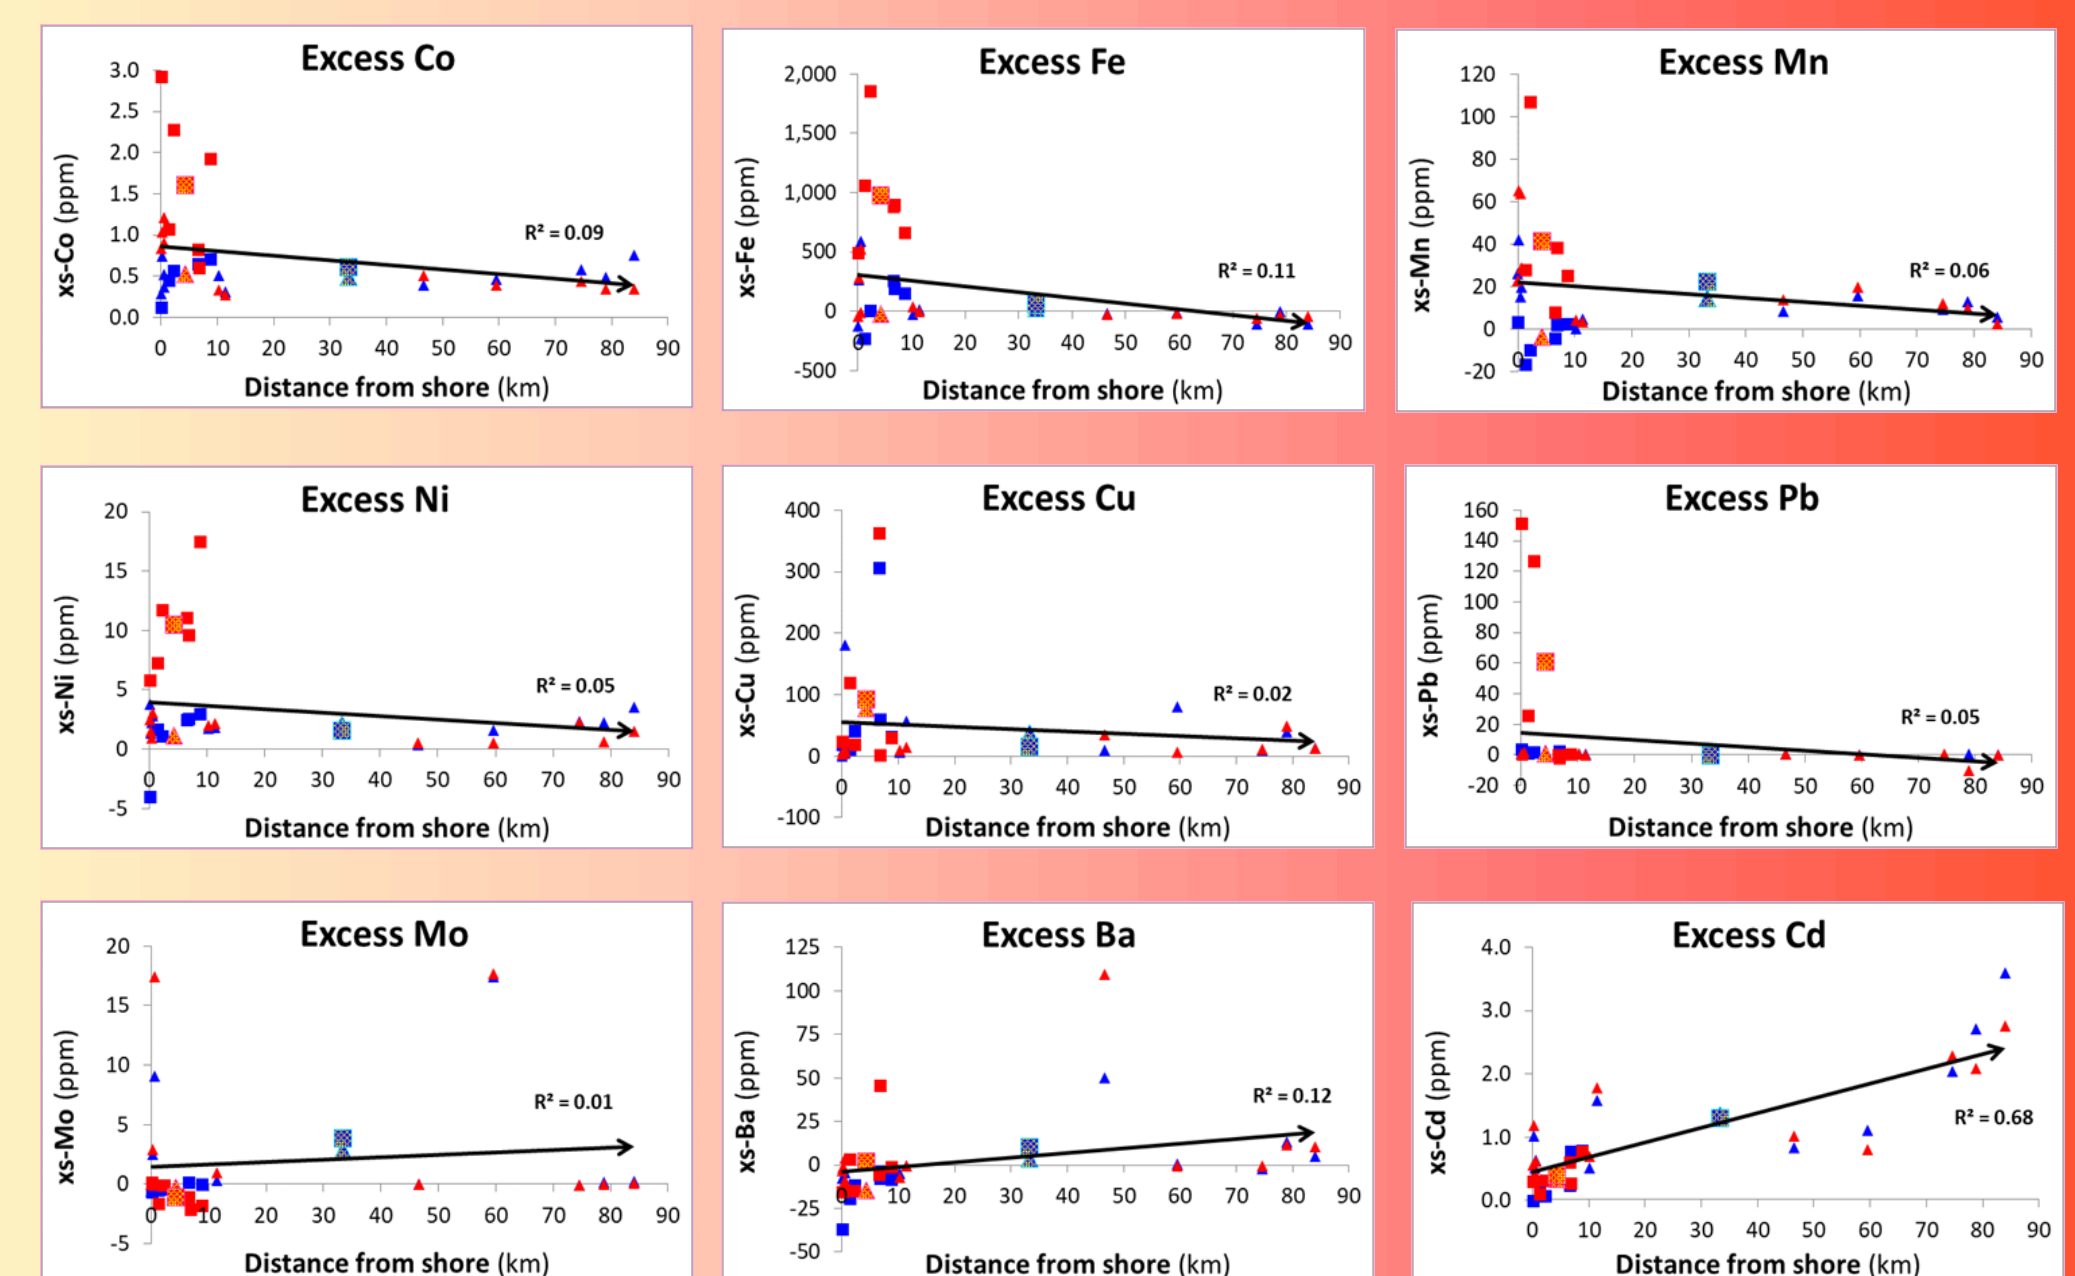 Excess Co
3.0
2.5
2.0
1.5
1.0
0.5
0.0
xs-Co (ppm)
R² = 0.09
0 10 20 30 40 50 60 70 80 90
Distance from shore (km)
Excess Fe
2,000
1,500
1,000
500
0
-500
xs-Fe (ppm)
R² = 0.11
0 10 20 30 40 50 60 70 80 90
Distance from shore (km)
Excess Mn
120
100
80
60
40
20
0
-20
xs-Mn (ppm)
R² = 0.06
0 10 20 30 40 50 60 70 80 90
Distance from shore (km)
Excess Ni
20
15
10
5
0
-5
xs-Ni (ppm)
R² = 0.05
0 10 20 30 40 50 60 70 80 90
Distance from shore (km)
Excess Cu
400
300
200
100
0
-100
xs-Cu (ppm)
R² = 0.02
0 10 20 30 40 50 60 70 80 90
Distance from shore (km)
Excess Pb
160
140
120
100
80
60
40
20
0
-20
xs-Pb (ppm)
R² = 0.05
0 10 20 30 40 50 60 70 80 90
Distance from shore (km)
Excess Mo
20
15
10
5
0
-5
xs-Mo (ppm)
R² = 0.01
0 10 20 30 40 50 60 70 80 90
Distance from shore (km)
Excess Ba
125
100
75
50
25
0
-25
-50
xs-Ba (ppm)
R² = 0.12
0 10 20 30 40 50 60 70 80 90
Distance from shore (km)
Excess Cd
4.0
3.0
2.0
1.0
0.0
xs-Cd (ppm)
R² = 0.68
0 10 20 30 40 50 60 70 80 90
Distance from shore (km)